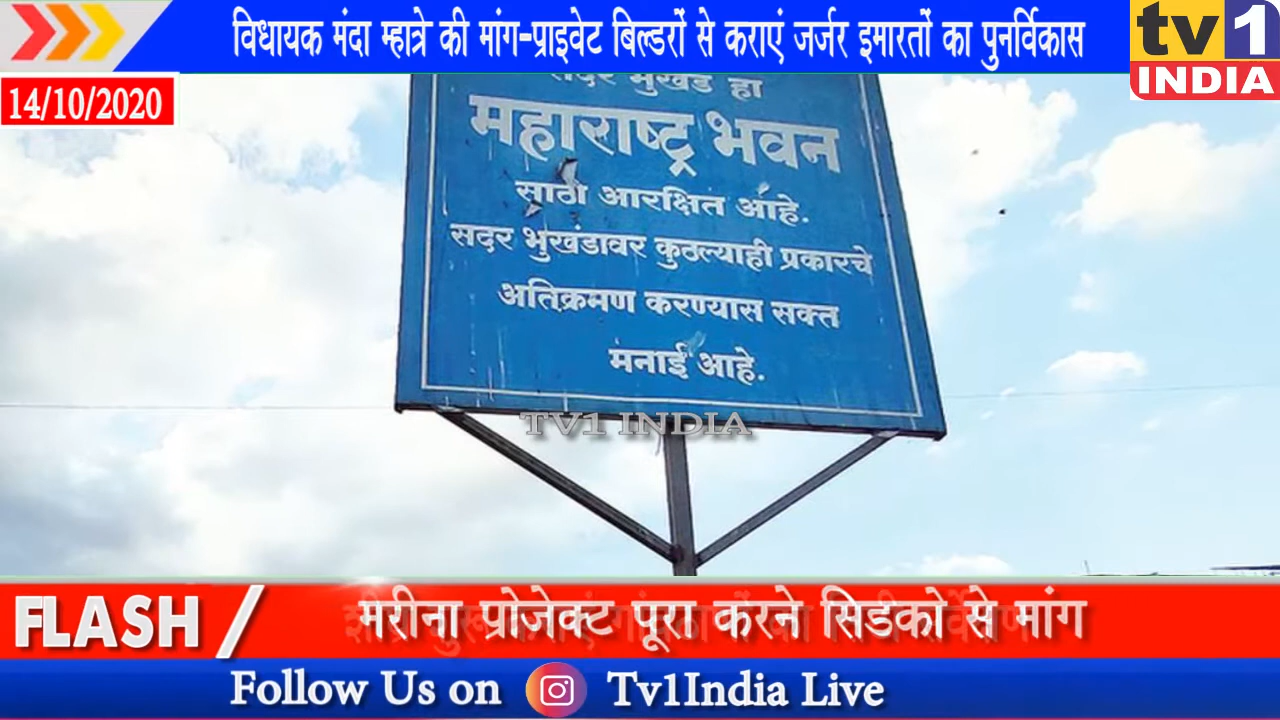 विधायक मंदा म्हात्रे की मांग-प्राइवेट बिल्डरों से कराएं जर्जर इमारतों का पुनर्विकास
tv1
INDIA
14/10/2020
सदर भुखंड हा
महाराष्ट्र भवन
साठी आरक्षित आहे.
सदर भुखंडावर कुठल्याही प्रकारचे
अतिक्रमण करण्यास सक्त
मनाई आहे.
TV1 INDIA
FLASH / मरीना प्रोजेक्ट पूरा करने सिडको से मांग
Follow Us on Tv1India Live